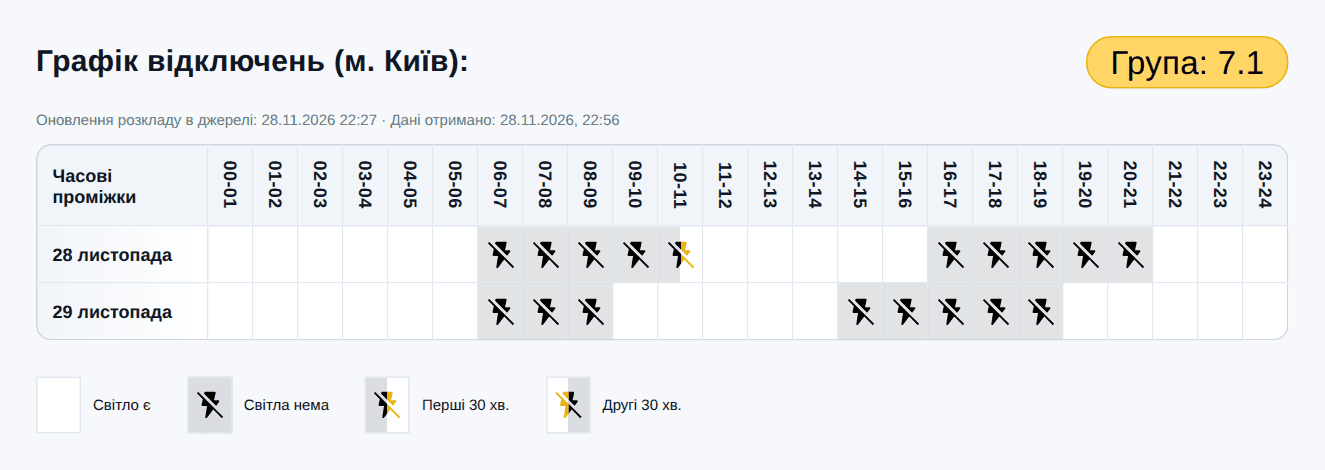 Графік відключень (м. Київ):
Група: 7.1
Оновлення розкладу в джерелі: 28.11.2026 22:27 · Дані отримано: 28.11.2026, 22:56
Часові
проміжки
00-01
01-02
02-03
03-04
04-05
05-06
06-07
07-08
08-09
09-10
10-11
11-12
12-13
13-14
14-15
15-16
16-17
17-18
18-19
19-20
20-21
21-22
22-23
23-24
28 листопада
29 листопада
Світло є
Світла нема
Перші 30 хв.
Другі 30 хв.